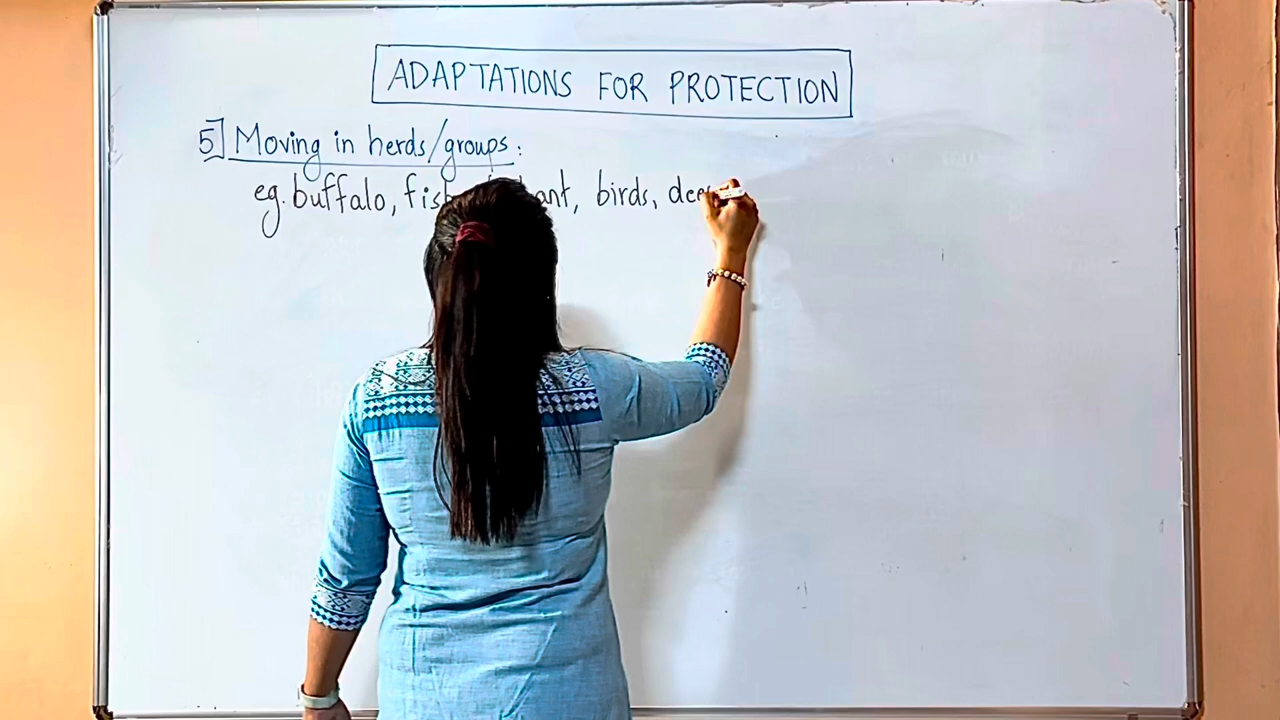 ADAPTATIONS FOR PROTECTION
5] Moving in herds/groups:
eg. buffalo, birds,